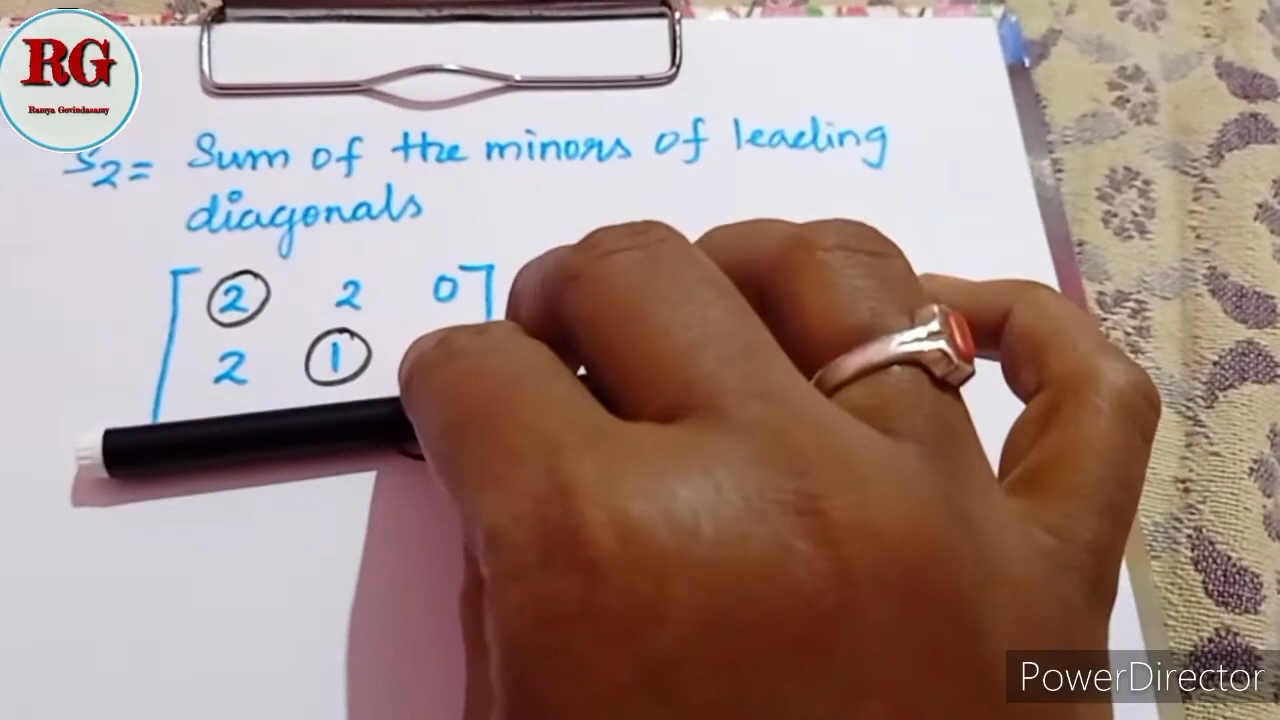 RG
Ramya Govindasamy
S2 = Sum of the minors of leading
diagonals
2 2 0
2 1
PowerDirector